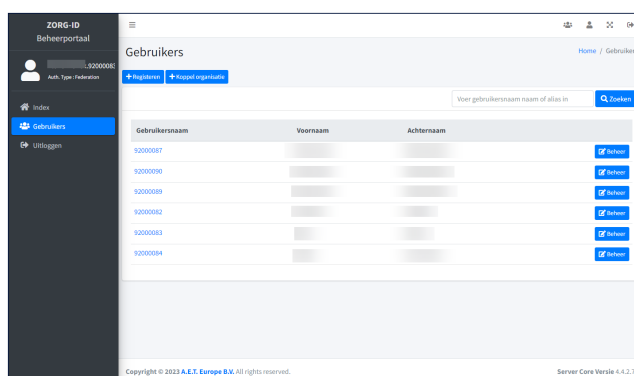 ZORG-ID
Beheerportaal
.9200008
Auth. Type : Federation
Index
Gebruikers
Uitloggen
Gebruikers
Home / Gebruiker
+ Registeren + Koppel organisatie
Voer gebruikersnaam naam of alias in Zoeken
Gebruikersnaam Voornaam Achternaam
92000087 Beheer
92000090 Beheer
92000089 Beheer
92000082 Beheer
92000083 Beheer
92000084 Beheer
Copyright © 2023 A.E.T. Europe B.V. All rights reserved. Server Core Versie 4.4.2.